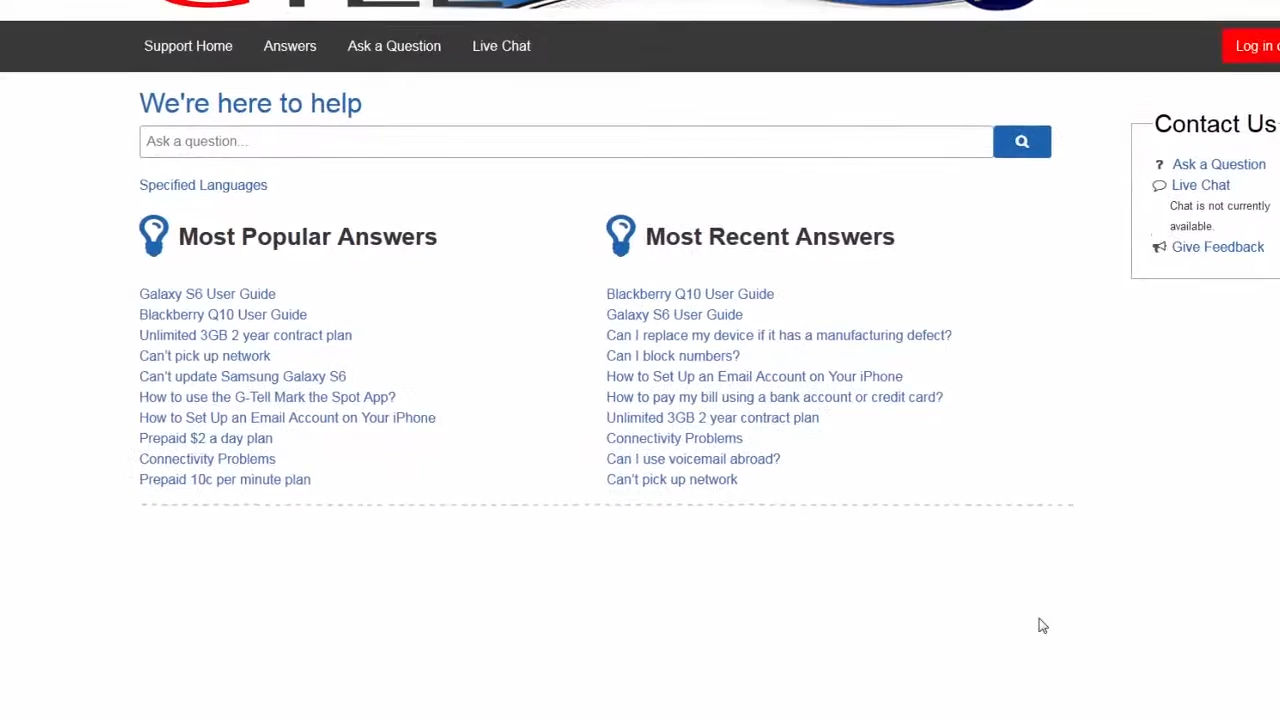 Support Home Answers Ask a Question Live Chat Log in
We're here to help
Ask a question...
Specified Languages
Most Popular Answers
Galaxy S6 User Guide
Blackberry Q10 User Guide
Unlimited 3GB 2 year contract plan
Can't pick up network
Can't update Samsung Galaxy S6
How to use the G-Tell Mark the Spot App?
How to Set Up an Email Account on Your iPhone
Prepaid $2 a day plan
Connectivity Problems
Prepaid 10c per minute plan
Most Recent Answers
Blackberry Q10 User Guide
Galaxy S6 User Guide
Can I replace my device if it has a manufacturing defect?
Can I block numbers?
How to Set Up an Email Account on Your iPhone
How to pay my bill using a bank account or credit card?
Unlimited 3GB 2 year contract plan
Connectivity Problems
Can I use voicemail abroad?
Can't pick up network
Contact Us
? Ask a Question
Live Chat
Chat is not currently
available.
Give Feedback